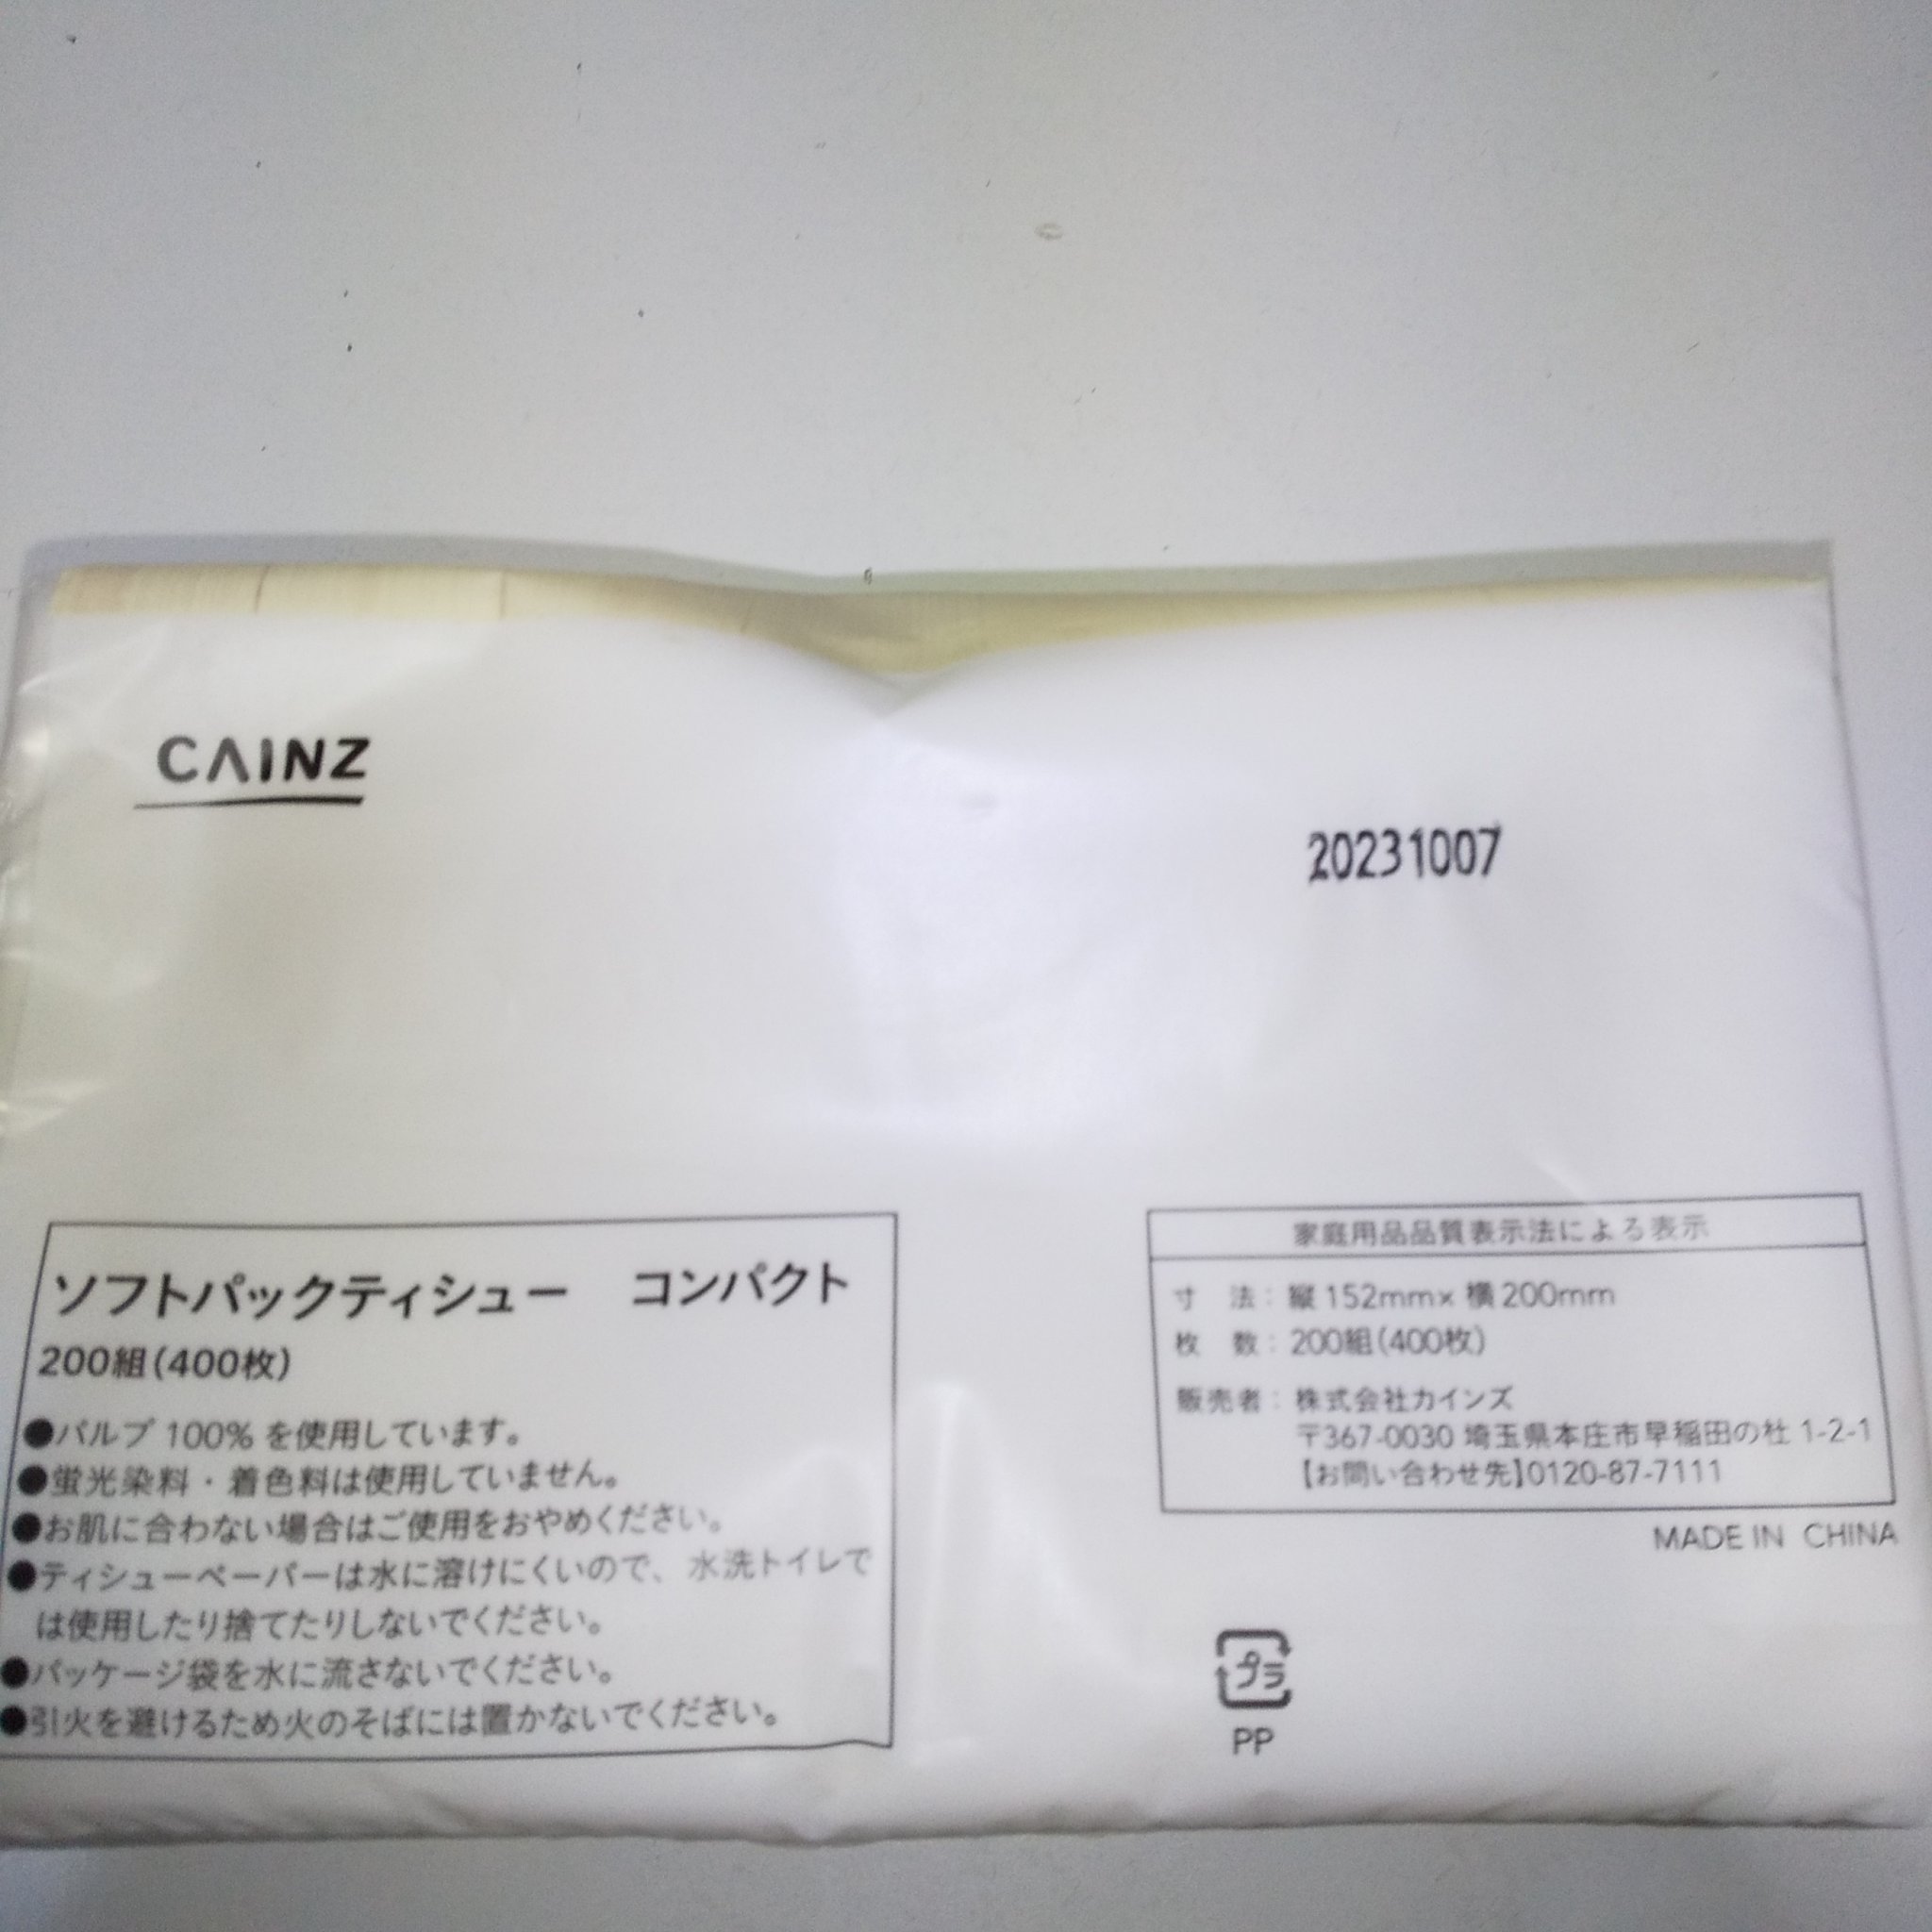 CAINZ
20231007
ソフトパックティシュー　コンパクト
200組(400枚)
●パルプ 100% を使用しています。
●蛍光染料・着色料は使用していません。
●お肌に合わない場合はご使用をおやめください。
●ティシューペーパーは水に溶けにくいので、水洗トイレで
は使用したり捨てたりしないでください。
●パッケージ袋を水に流さないでください。
●引火を避けるため火のそばには置かないでください。
家庭用品品質表示法による表示
寸　法：縦152mm×横200mm
枚　数：200組(400枚)
販売者：株式会社カインズ
〒367-0030 埼玉県本庄市早稲田の杜 1-2-1
【お問い合わせ先】0120-87-7111
MADE IN CHINA
プラ
PP